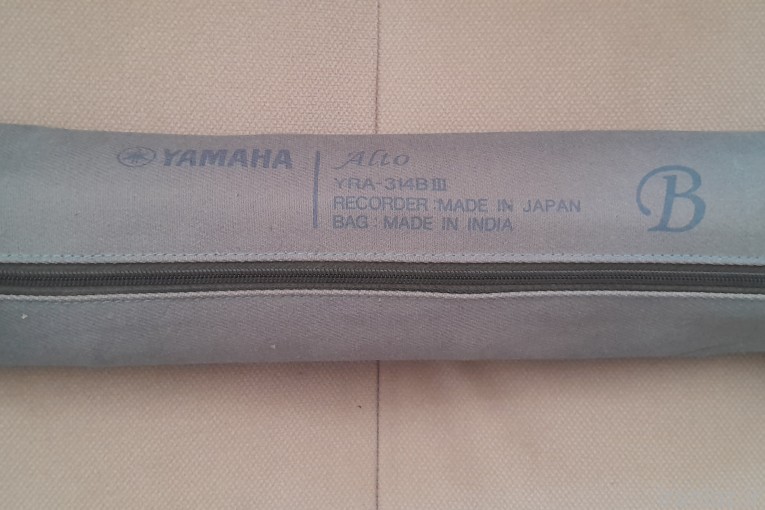 YAMAHA
Alto
YRA-314BⅢ
RECORDER:MADE IN JAPAN
BAG: MADE IN INDIA
B